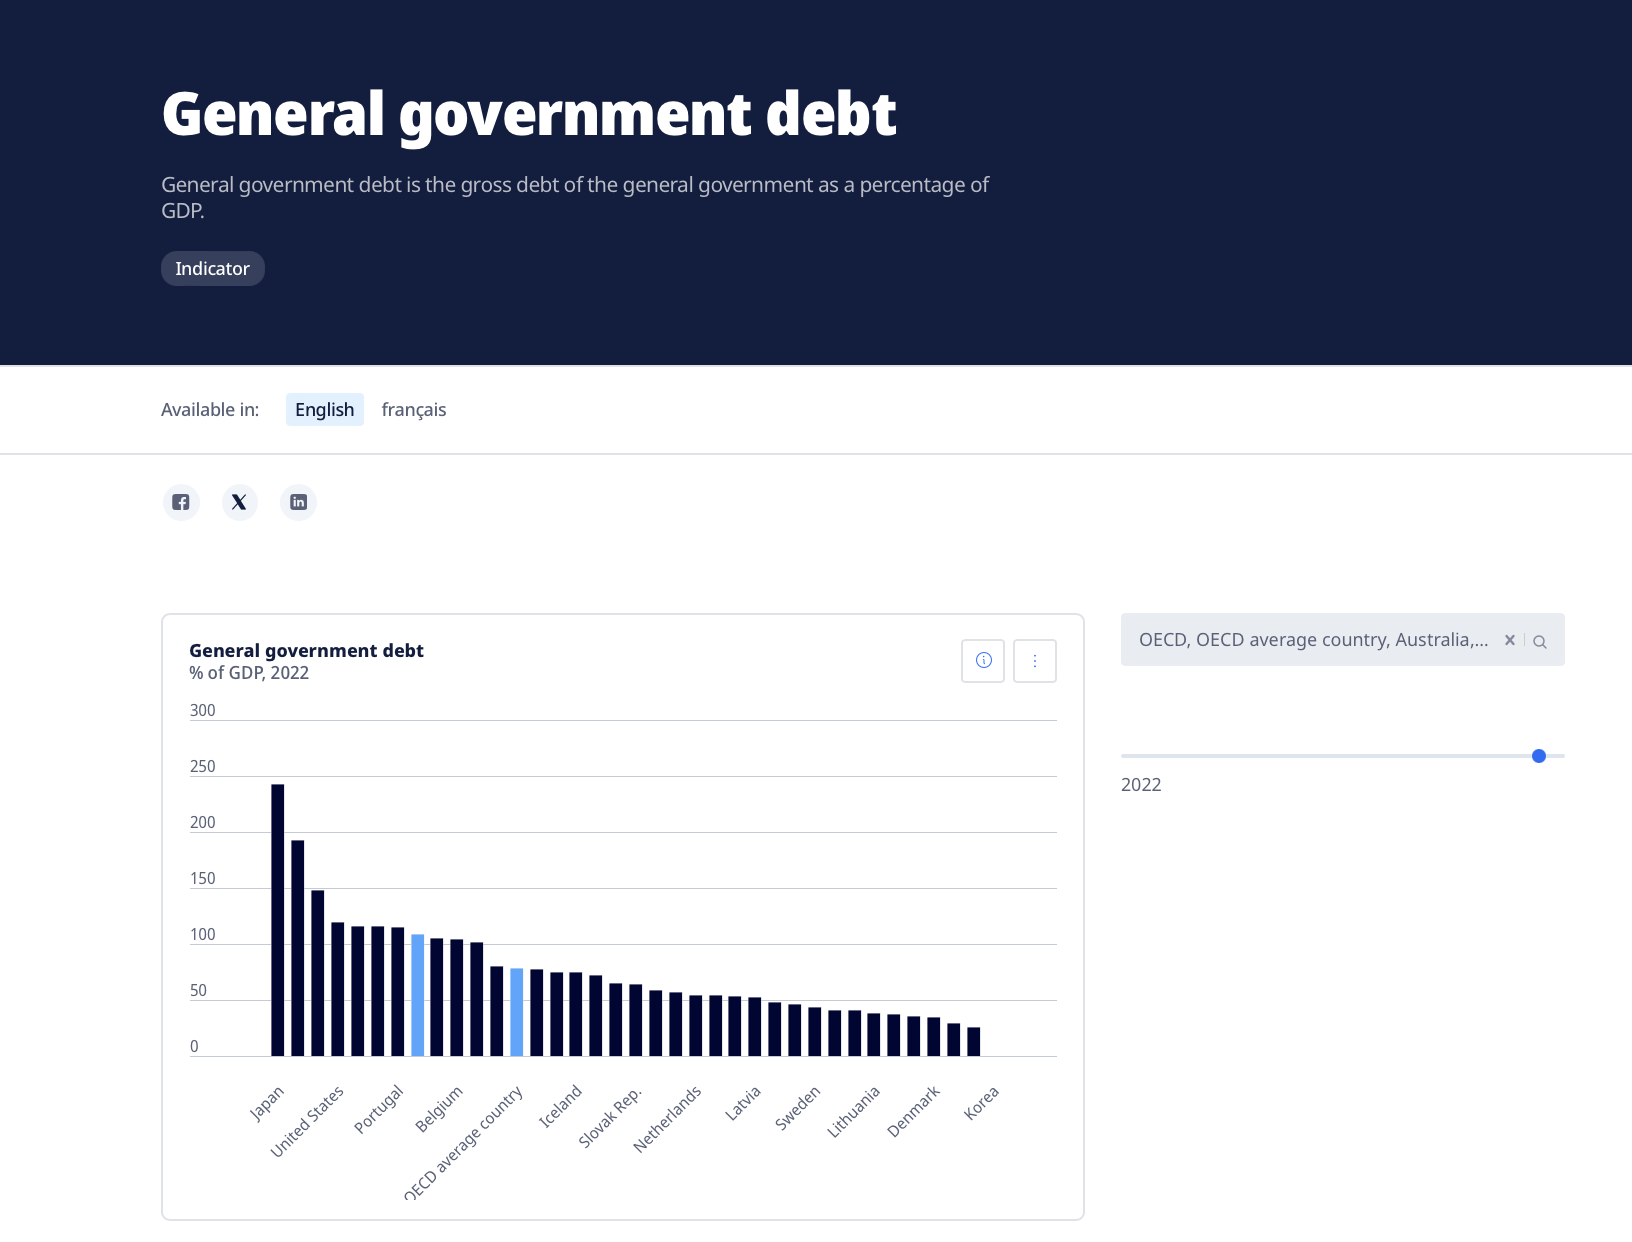 General government debt
General government debt is the gross debt of the general government as a percentage of
GDP.
Indicator
Available in: English français
OECD, OECD average country, Australia,...
General government debt
% of GDP, 2022
300
250
200
150
100
50
0
2022
Japan
United States
Portugal
Belgium
OECD average country
Iceland
Slovak Rep.
Netherlands
Latvia
Sweden
Lithuania
Denmark
Korea